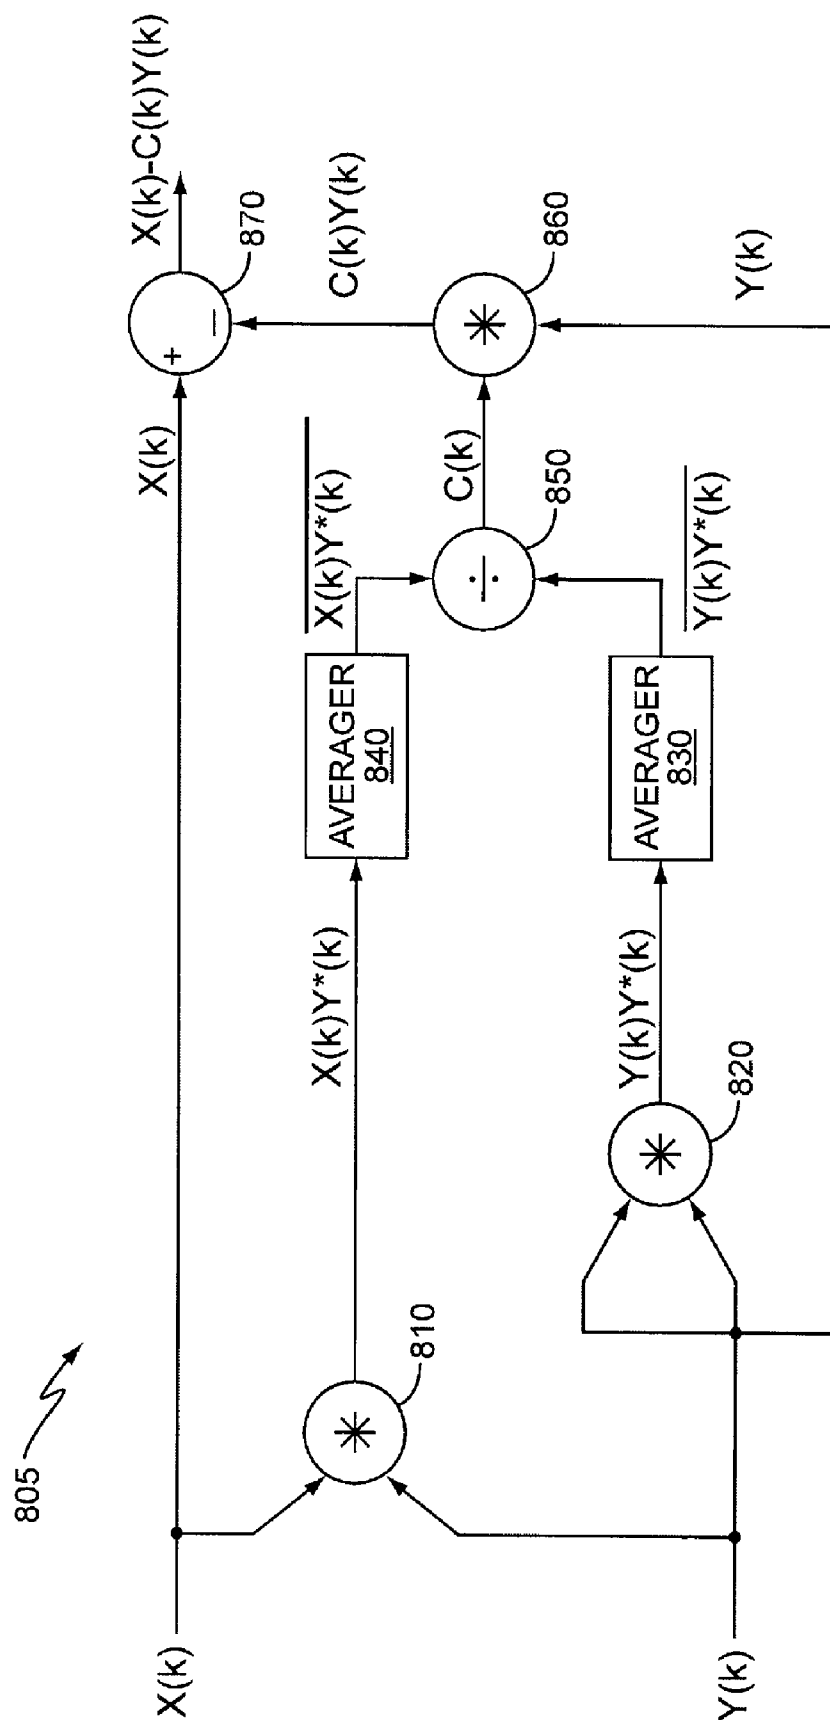 805
X(k)
X(k)
X(k)-C(k)Y(k)
+
—
870
810
*
X(k)Y*(k)
AVERAGER
840
X(k)Y*(k)
÷
850
C(k)
*
860
C(k)Y(k)
Y(k)
*
820
Y(k)Y*(k)
AVERAGER
830
Y(k)Y*(k)
Y(k)